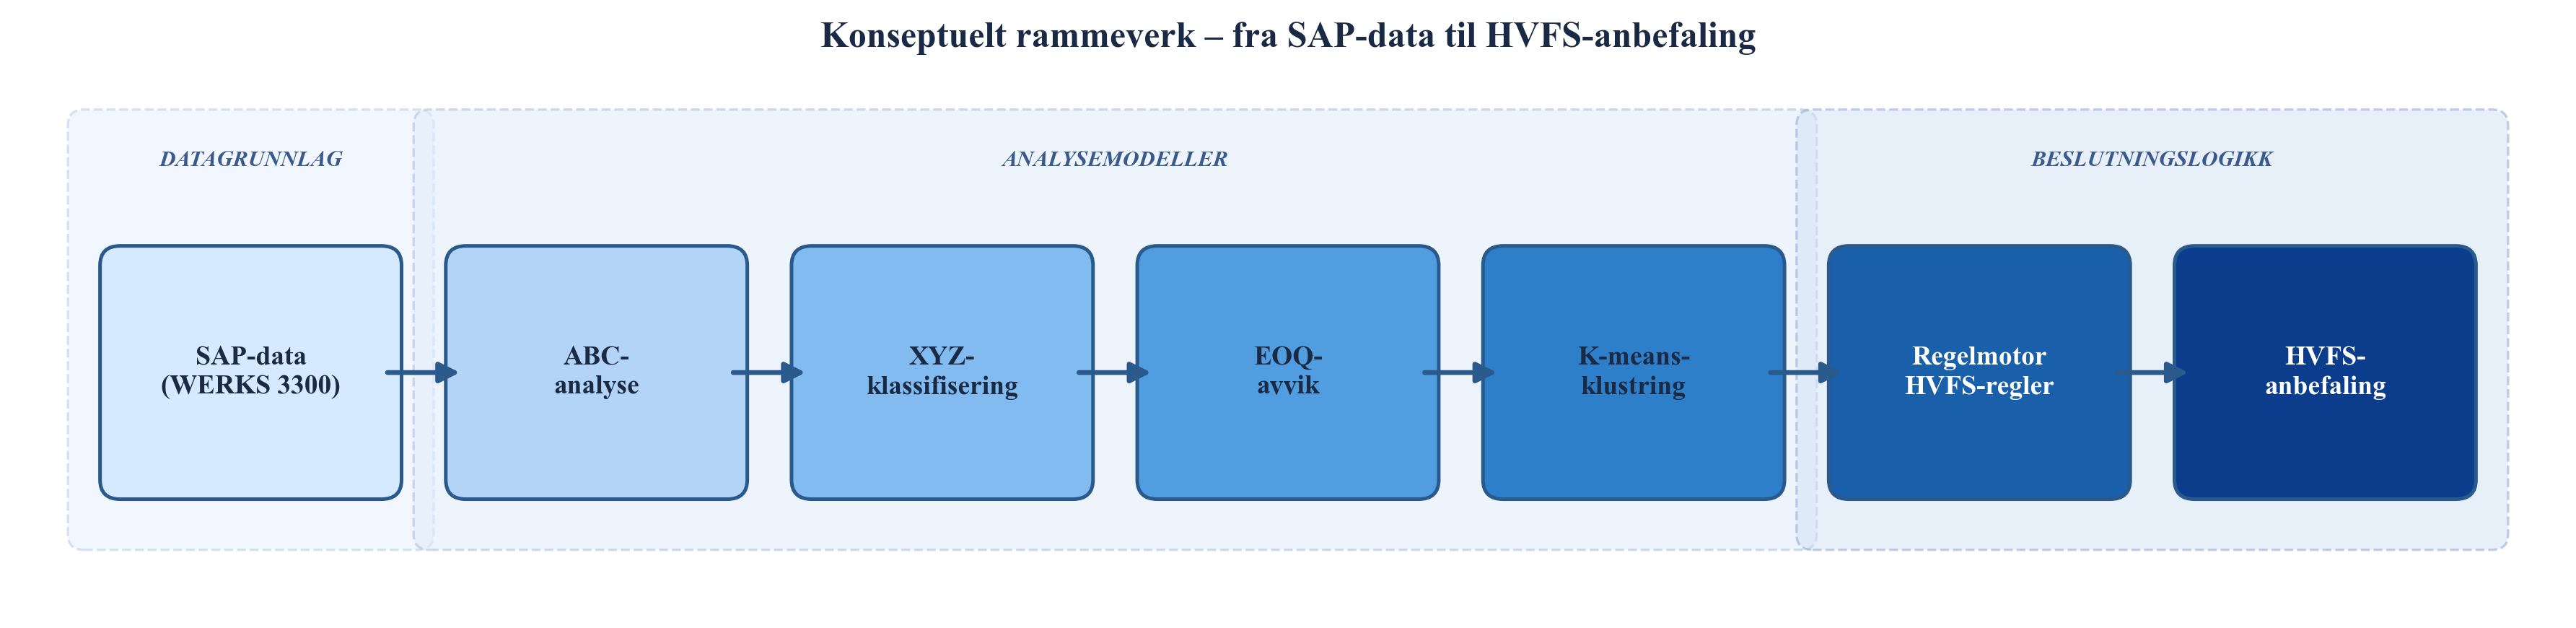 Konseptuelt rammeverk – fra SAP-data til HVFS-anbefaling
DATAGRUNNLAG
ANALYSEMODELLER
BESLUTNINGSLOGIKK
SAP-data
(WERKS 3300)
ABC-
analyse
XYZ-
klassifisering
EOQ-
avvik
K-means-
klustring
Regelmotor
HVFS-regler
HVFS-
anbefaling